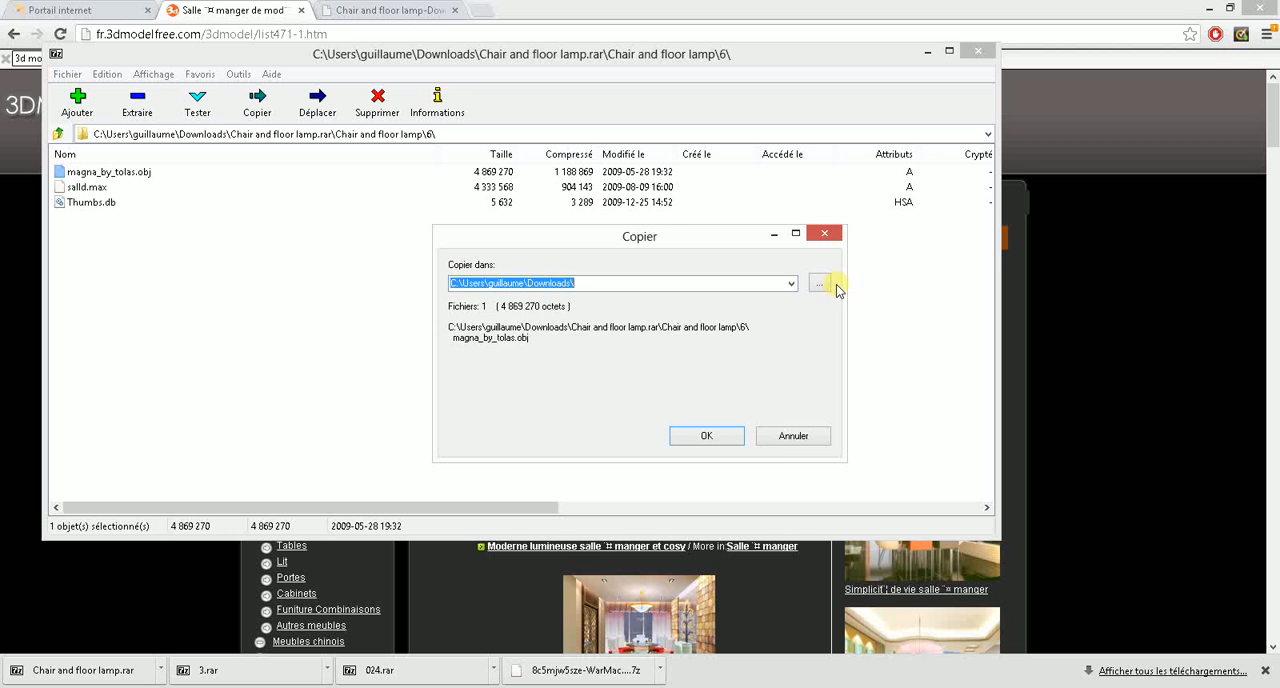 Portail internet
Salle ¨¤ manger de mod
Chair and floor lamp-Dow
fr.3dmodelfree.com/3dmodel/list471-1.htm
3d mo
C:\Users\guillaume\Downloads\Chair and floor lamp.rar\Chair and floor lamp\6\
Fichier Edition Affichage Favoris Outils Aide
Ajouter Extraire Tester Copier Déplacer Supprimer Informations
C:\Users\guillaume\Downloads\Chair and floor lamp.rar\Chair and floor lamp\6\
Nom Taille Compressé Modifié le Créé le Accédé le Attributs Crypté
magna_by_tolas.obj 4 869 270 1 188 869 2009-05-28 19:32 A -
salld.max 4 333 568 904 143 2009-08-09 16:00 A -
Thumbs.db 5 632 3 289 2009-12-25 14:52 HSA -
Copier
Copier dans:
C:\Users\guillaume\Downloads\
...
Fichiers: 1 ( 4 869 270 octets )
C:\Users\guillaume\Downloads\Chair and floor lamp.rar\Chair and floor lamp\6\
magna_by_tolas.obj
OK Annuler
1 objet(s) sélectionné(s) 4 869 270 4 869 270 2009-05-28 19:32
Tables
Lit
Portes
Cabinets
Funiture Combinaisons
Autres meubles
Meubles chinois
Moderne lumineuse salle ¨¤ manger et cosy / More in:Salle ¨¤ manger
Simplicit¨¦ de vie salle ¨¤ manger
Chair and floor lamp.rar
3.rar
024.rar
8c5mjw5sze-WarMac....7z
Afficher tous les téléchargements...